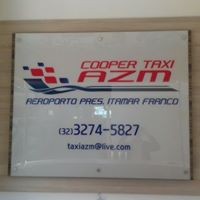 COOPER TAXI
AZM
AEROPORTO PRES. ITAMAR FRANCO
(32)3274-5827
taxiazm@live.com